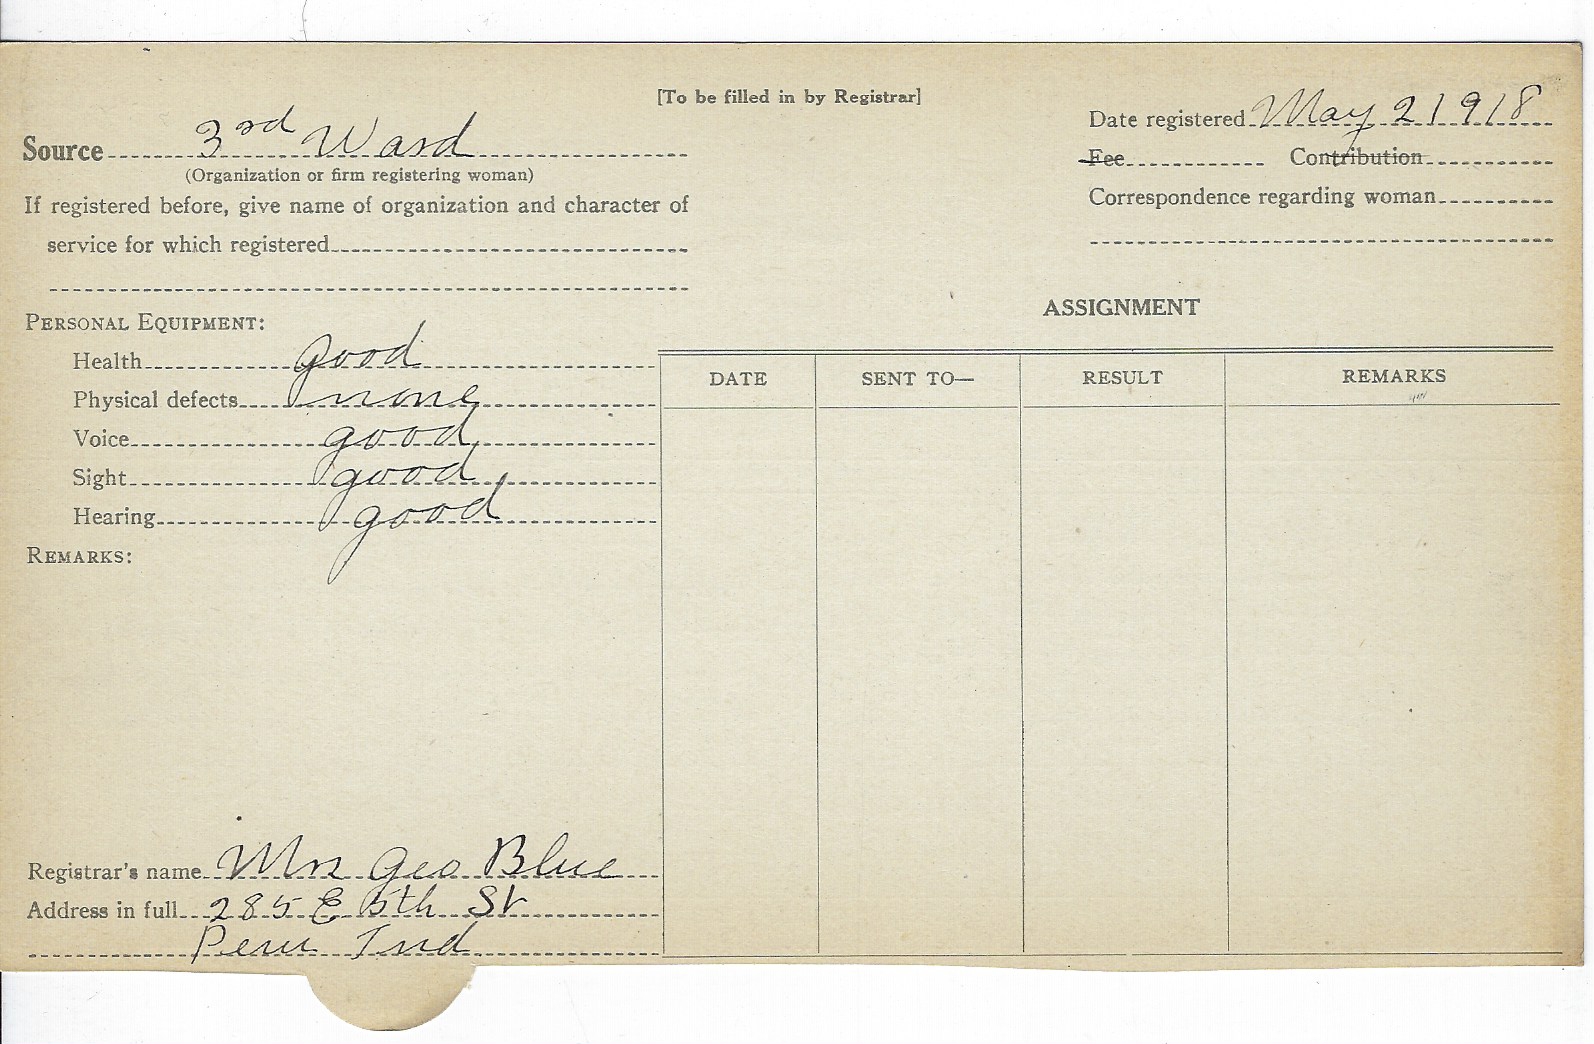 [To be filled in by Registrar]
Source 3rd Ward
(Organization or firm registering woman)
If registered before, give name of organization and character of
service for which registered
Date registered May 2 1918
Fee Contribution
Correspondence regarding woman
PERSONAL EQUIPMENT:
Health good
Physical defects none
Voice good
Sight good
Hearing good
REMARKS:
Registrar's name Mrs Geo Blue
Address in full 285 E 5th St
Peru Ind
ASSIGNMENT
DATE SENT TO— RESULT REMARKS